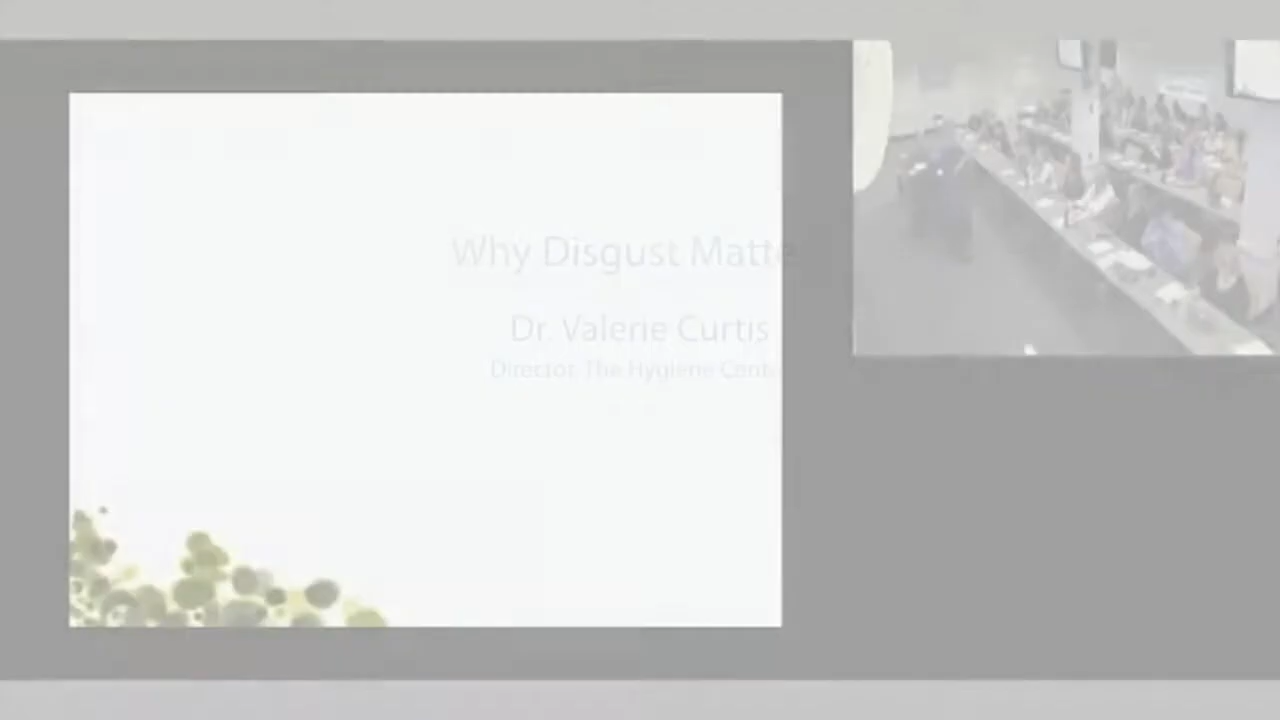 Why Disgust Matte
Dr. Valerie Curtis
Director, The Hygiene Cent